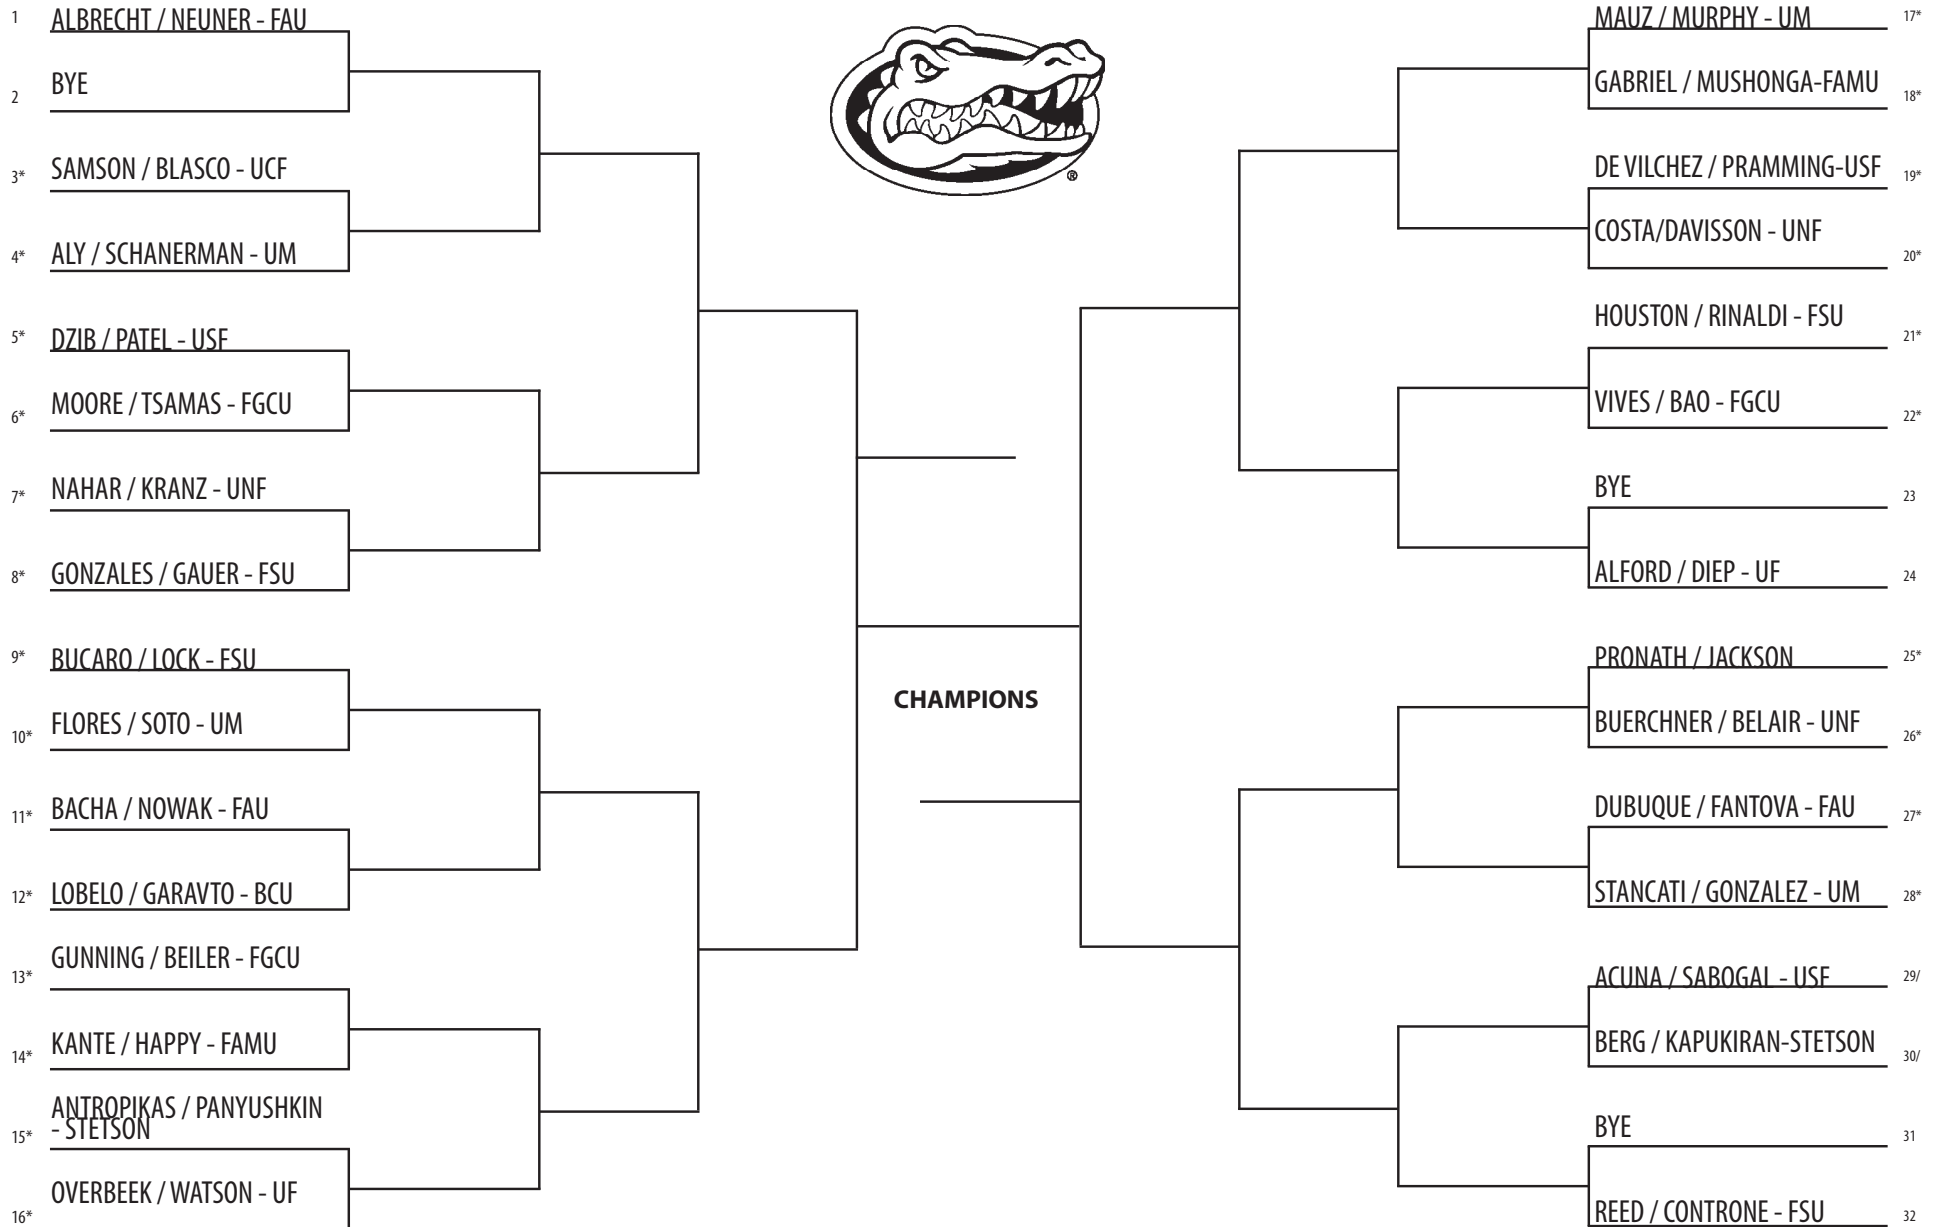 1 ALBRECHT / NEUNER - FAU
2 BYE
3* SAMSON / BLASCO - UCF
4* ALY / SCHANERMAN - UM
5* DZIB / PATEL - USF
6* MOORE / TSAMAS - FGCU
7* NAHAR / KRANZ - UNF
8* GONZALES / GAUER - FSU
9* BUCARO / LOCK - FSU
10* FLORES / SOTO - UM
11* BACHA / NOWAK - FAU
12* LOBELO / GARAVTO - BCU
13* GUNNING / BEILER - FGCU
14* KANTE / HAPPY - FAMU
ANTROPIKAS / PANYUSHKIN
15* - STETSON
16* OVERBEEK / WATSON - UF
®
CHAMPIONS
MAUZ / MURPHY - UM 17*
GABRIEL / MUSHONGA-FAMU 18*
DE VILCHEZ / PRAMMING-USF 19*
COSTA/DAVISSON - UNF 20*
HOUSTON / RINALDI - FSU 21*
VIVES / BAO - FGCU 22*
BYE 23
ALFORD / DIEP - UF 24
PRONATH / JACKSON 25*
BUERCHNER / BELAIR - UNF 26*
DUBUQUE / FANTOVA - FAU 27*
STANCATI / GONZALEZ - UM 28*
ACUNA / SABOGAL - USF 29/
BERG / KAPUKIRAN-STETSON 30/
BYE 31
REED / CONTRONE - FSU 32